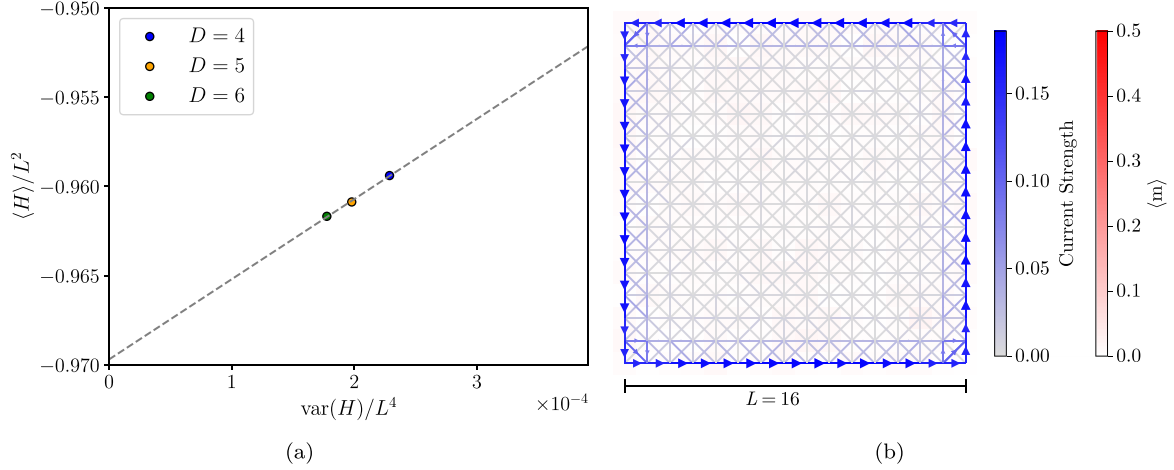 −0.950
−0.955
−0.960
−0.965
−0.970
⟨H⟩/L²
D = 4
D = 5
D = 6
0
1
2
3
×10⁻⁴
var(H)/L⁴
(a)
L = 16
0.15
0.10
0.05
0.00
Current Strength
0.5
0.4
0.3
0.2
0.1
0.0
⟨m⟩
(b)